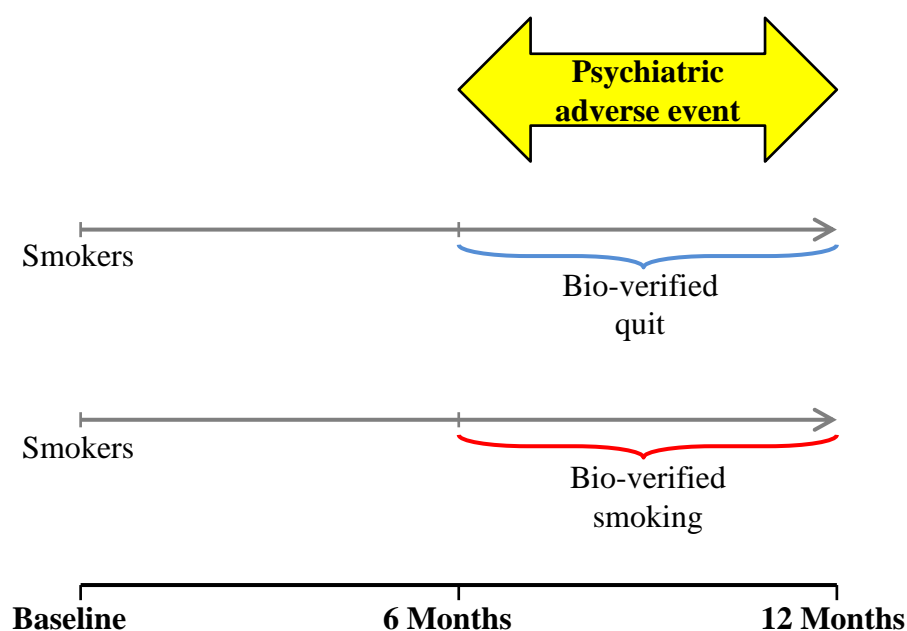 Psychiatric
adverse event
Smokers
Bio-verified
quit
Smokers
Bio-verified
smoking
Baseline 6 Months 12 Months